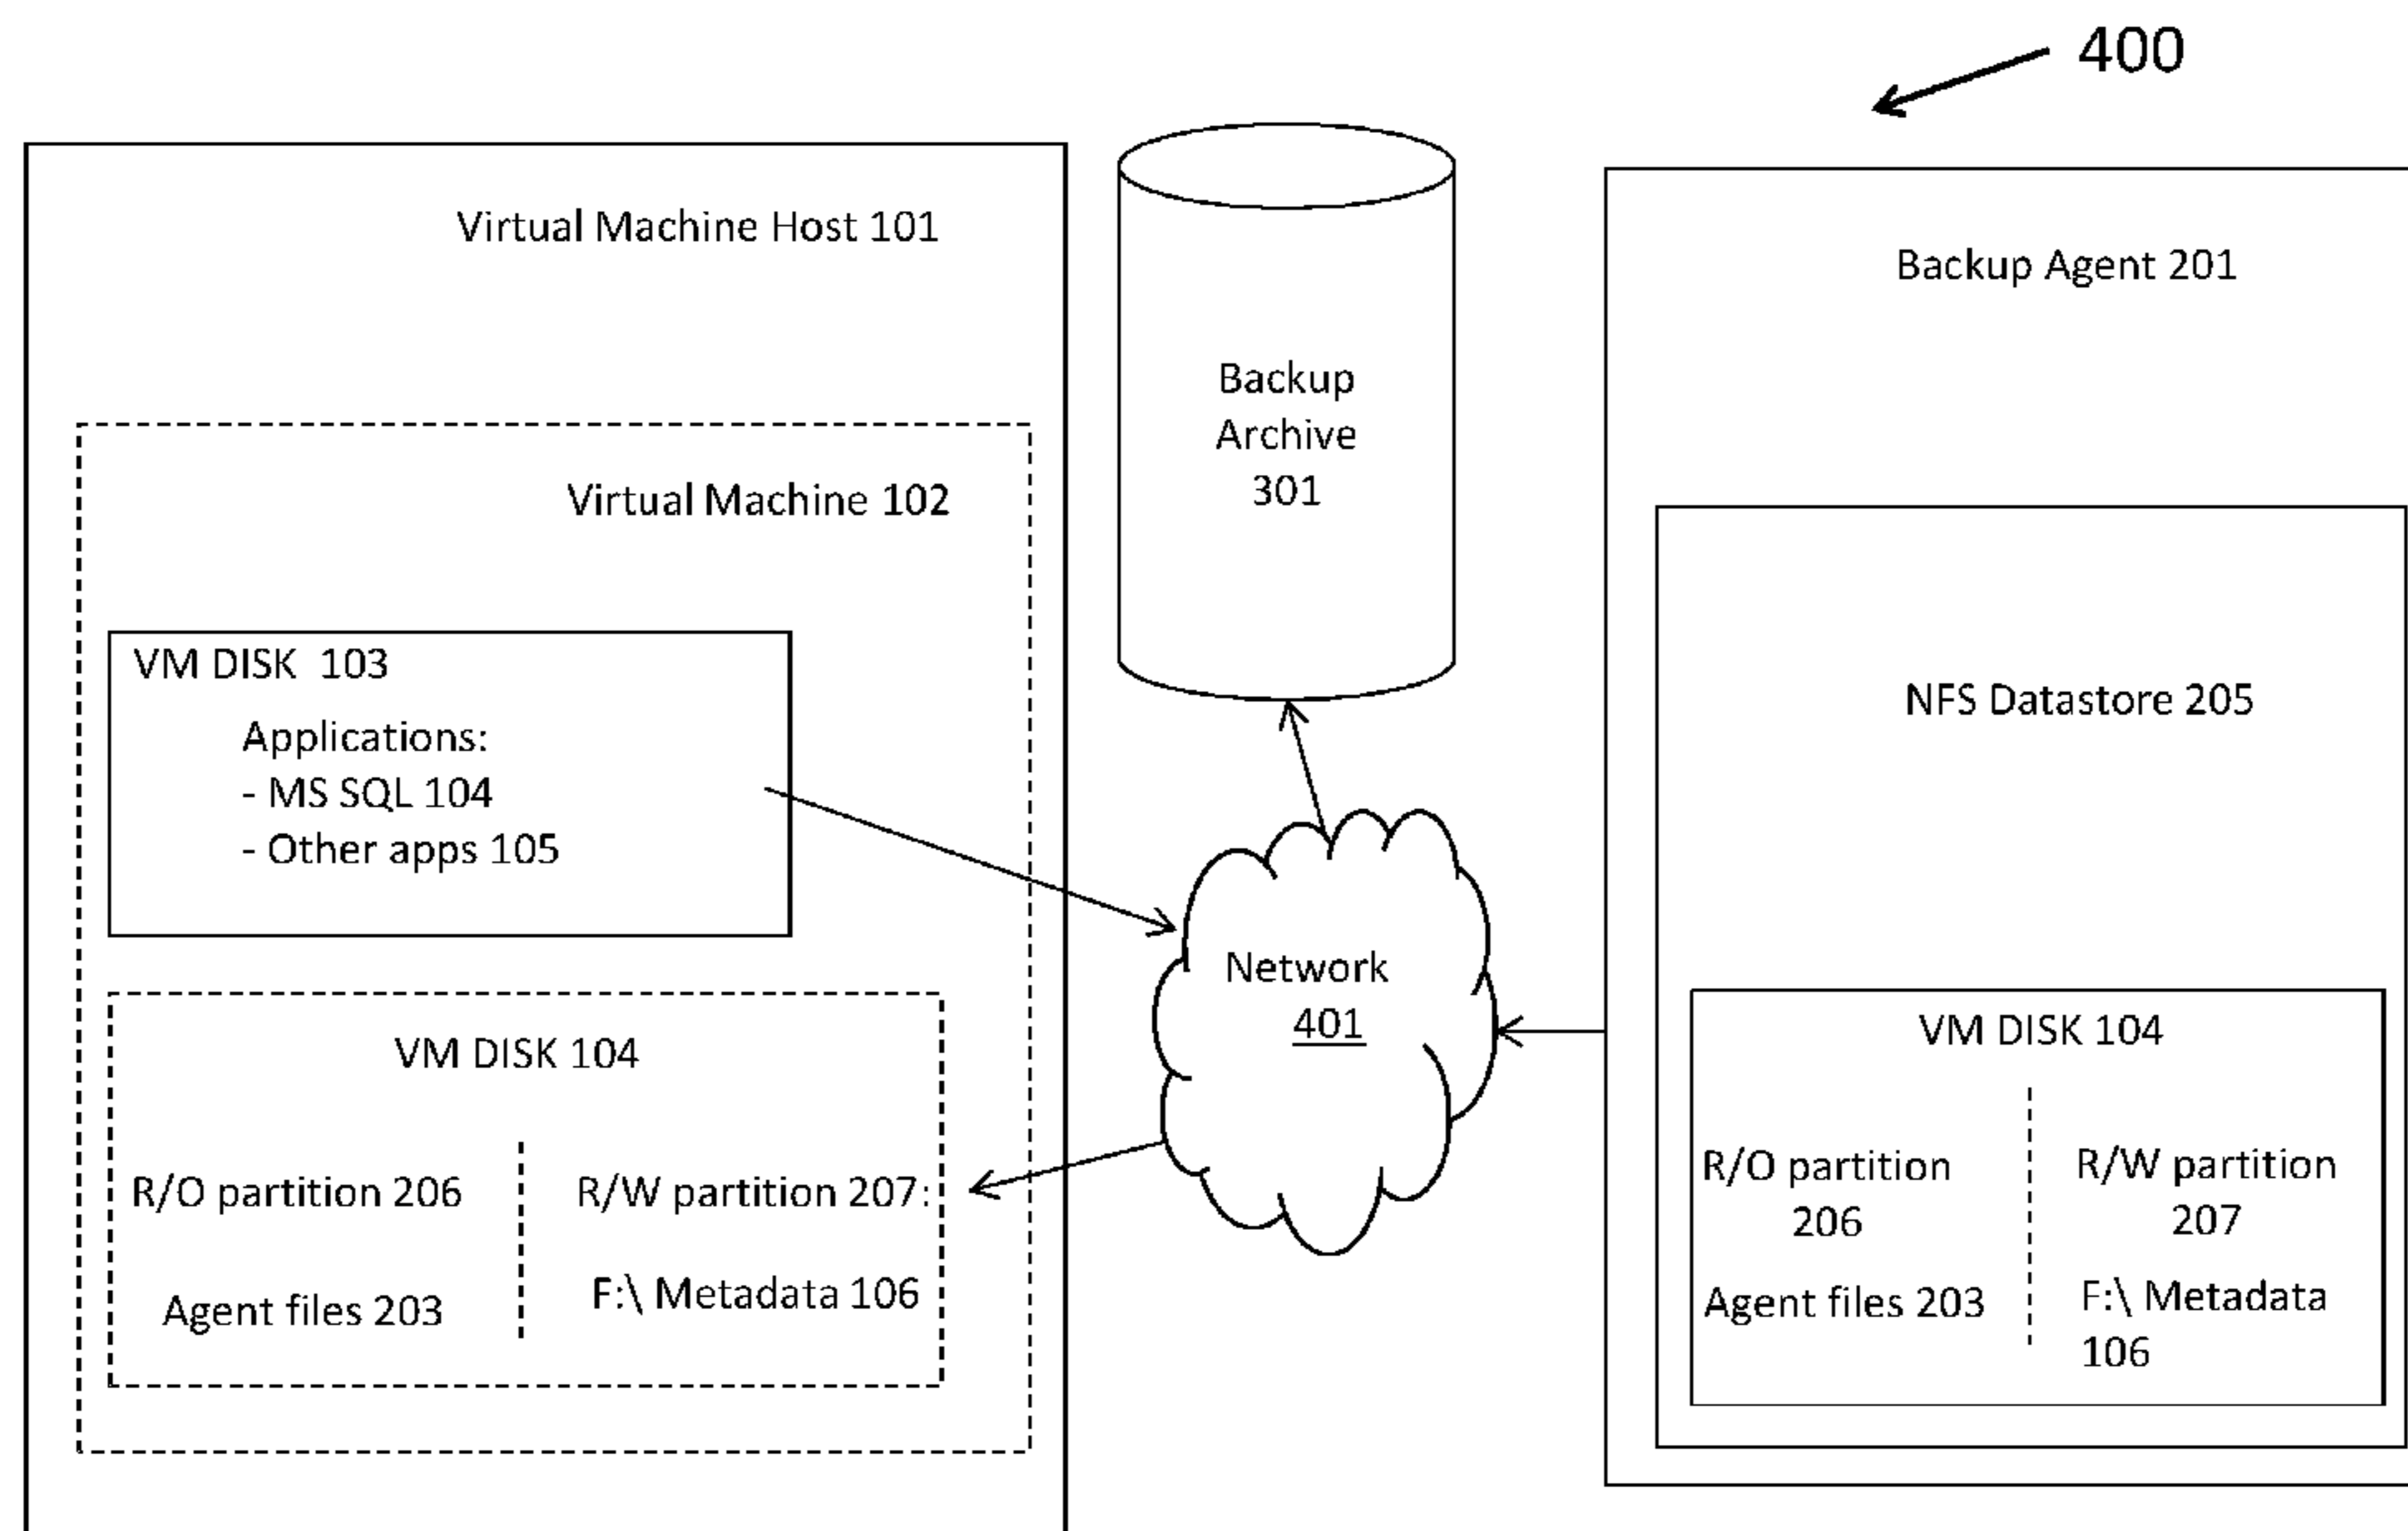 400
Virtual Machine Host 101
Virtual Machine 102
VM DISK  103
Applications:
- MS SQL 104
- Other apps 105
VM DISK 104
R/O partition 206
Agent files 203
R/W partition 207:
F:\ Metadata 106
Backup
Archive
301
Network
401
Backup Agent 201
NFS Datastore 205
VM DISK 104
R/O partition
206
Agent files 203
R/W partition
207
F:\ Metadata
106